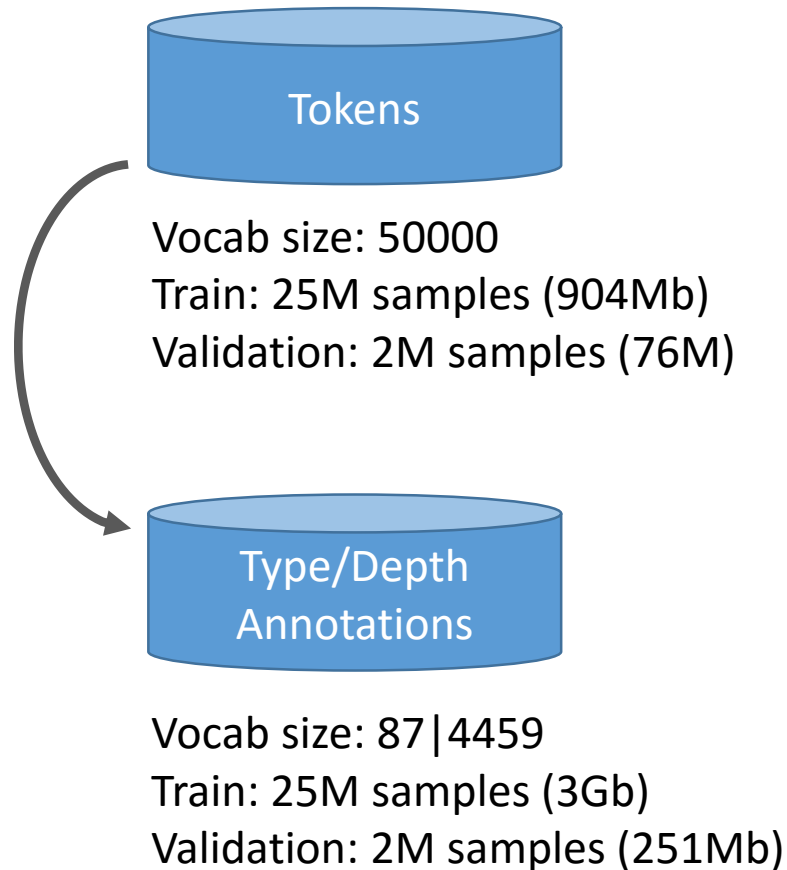 Tokens
Vocab size: 50000
Train: 25M samples (904Mb)
Validation: 2M samples (76M)
Type/Depth
Annotations
Vocab size: 87|4459
Train: 25M samples (3Gb)
Validation: 2M samples (251Mb)